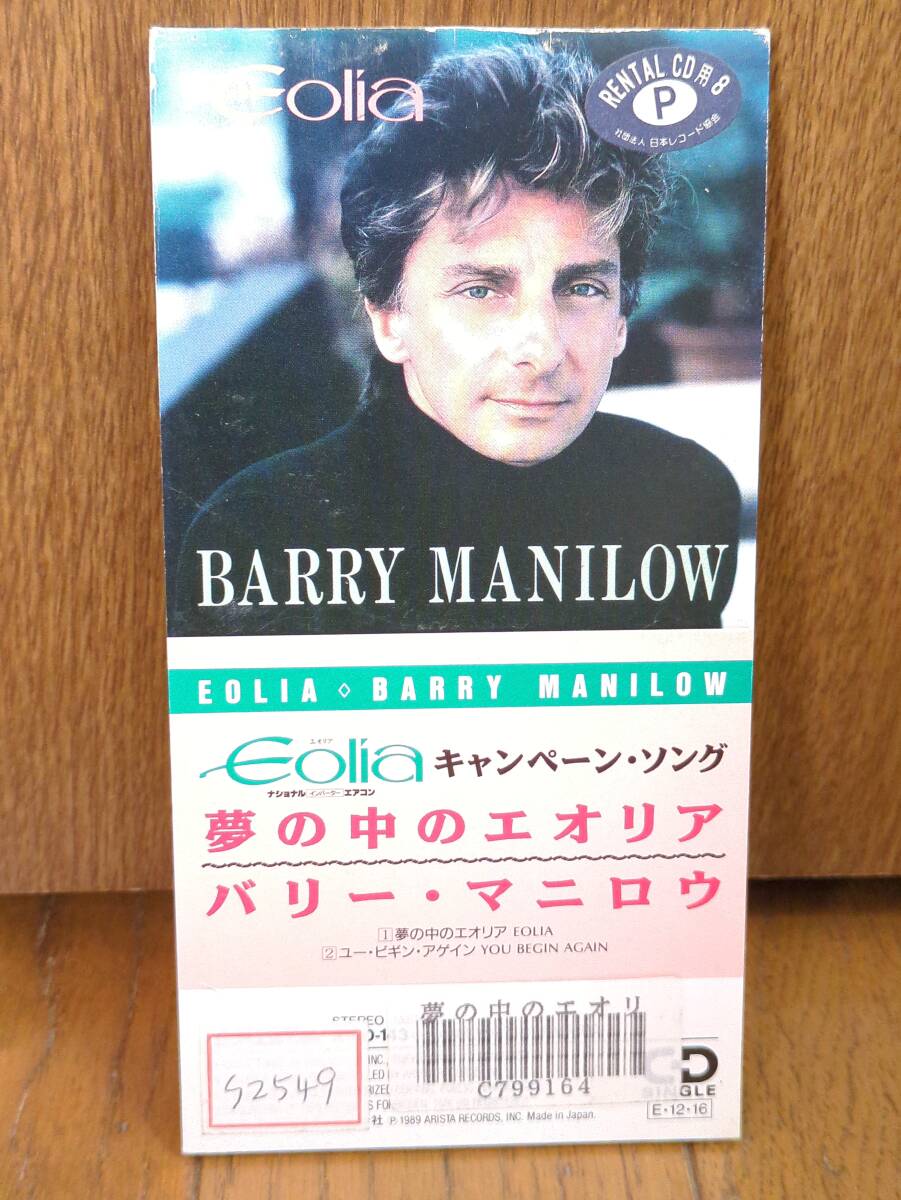 Eolia
RENTAL CD用 8
P
社団法人 日本レコード協会
BARRY MANILOW
EOLIA ◇ BARRY MANILOW
エオリア
Eolia キャンペーン・ソング
ナショナル インバーター エアコン
夢の中のエオリア
バリー・マニロウ
1 夢の中のエオリア EOLIA
2 ユー・ビギン・アゲイン YOU BEGIN AGAIN
STEREO
夢の中のエオリ
C799164
S2549
CD
SINGLE
E・12・16
INC.
社 ℗ 1989 ARISTA RECORDS, INC. Made in Japan.